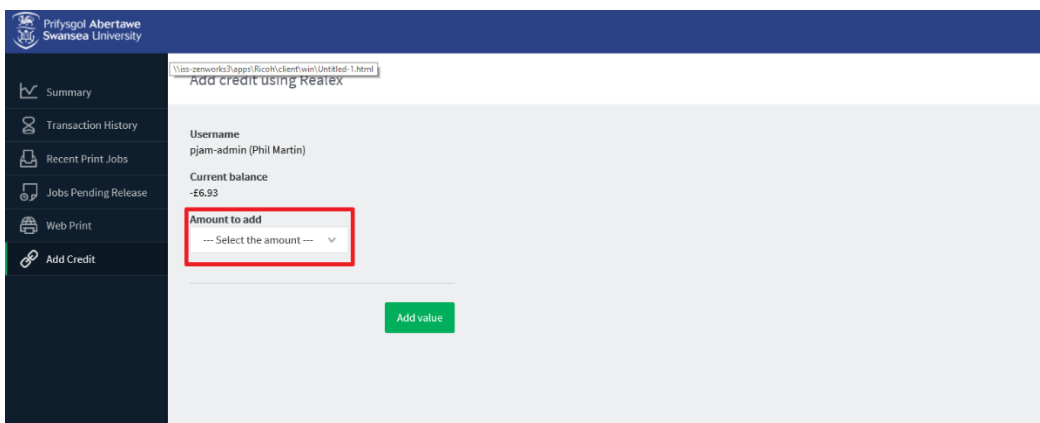 Prifysgol Abertawe
Swansea University
\\iss-zenworks3\apps\Ricoh\client\win\Untitled-1.html
Add credit using Realex
Summary
Transaction History
Recent Print Jobs
Jobs Pending Release
Web Print
Add Credit
Username
pjam-admin (Phil Martin)
Current balance
-£6.93
Amount to add
--- Select the amount ---
Add value